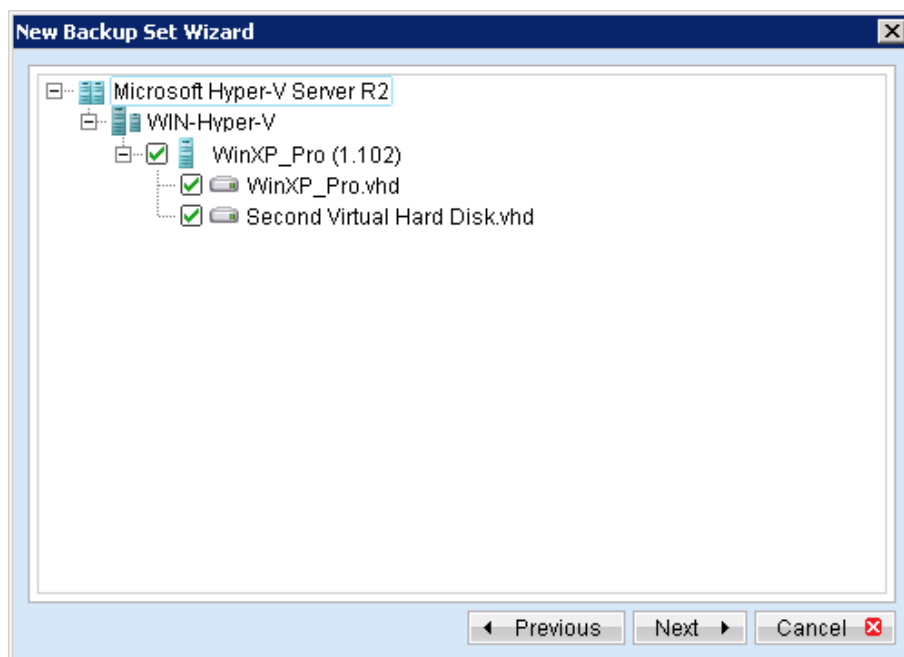 New Backup Set Wizard
Microsoft Hyper-V Server R2
WIN-Hyper-V
WinXP_Pro (1.102)
WinXP_Pro.vhd
Second Virtual Hard Disk.vhd
Previous Next Cancel